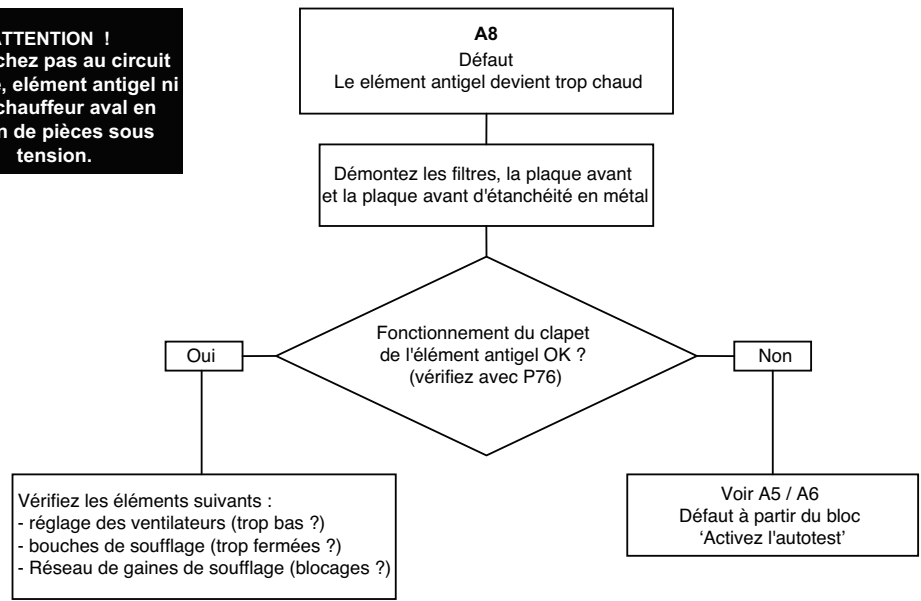 TTENTION !
chez pas au circuit
, elément antigel ni
chauffeur aval en
n de pièces sous
tension.
A8
Défaut
Le elément antigel devient trop chaud
Démontez les filtres, la plaque avant
et la plaque avant d'étanchéité en métal
Fonctionnement du clapet
de l'élément antigel OK ?
(vérifiez avec P76)
Oui
Non
Vérifiez les éléments suivants :
- réglage des ventilateurs (trop bas ?)
- bouches de soufflage (trop fermées ?)
- Réseau de gaines de soufflage (blocages ?)
Voir A5 / A6
Défaut à partir du bloc
‘Activez l'autotest’